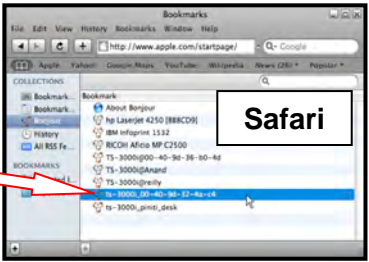 Bookmarks
File Edit View History Bookmarks Window Help
http://www.apple.com/startpage/ Q- Google
Apple Yahoo! Google Maps YouTube Wikipedia News (26) Popular
COLLECTIONS
Bookmark... Bookmark
Bookmark... About Bonjour
Bonjour hp LaserJet 4250 [BBBCD9]
History IBM Infoprint 1532
All RSS Fe... RICOH Aficio MP C2500
TS-3000i@00-40-9d-36-b0-4d
BOOKMARKS TS-3000i@Anand
TS-3000i@reilly
ts-3000i_00-40-9d-32-4a-c4
ts-3000i_piniti_desk
Safari